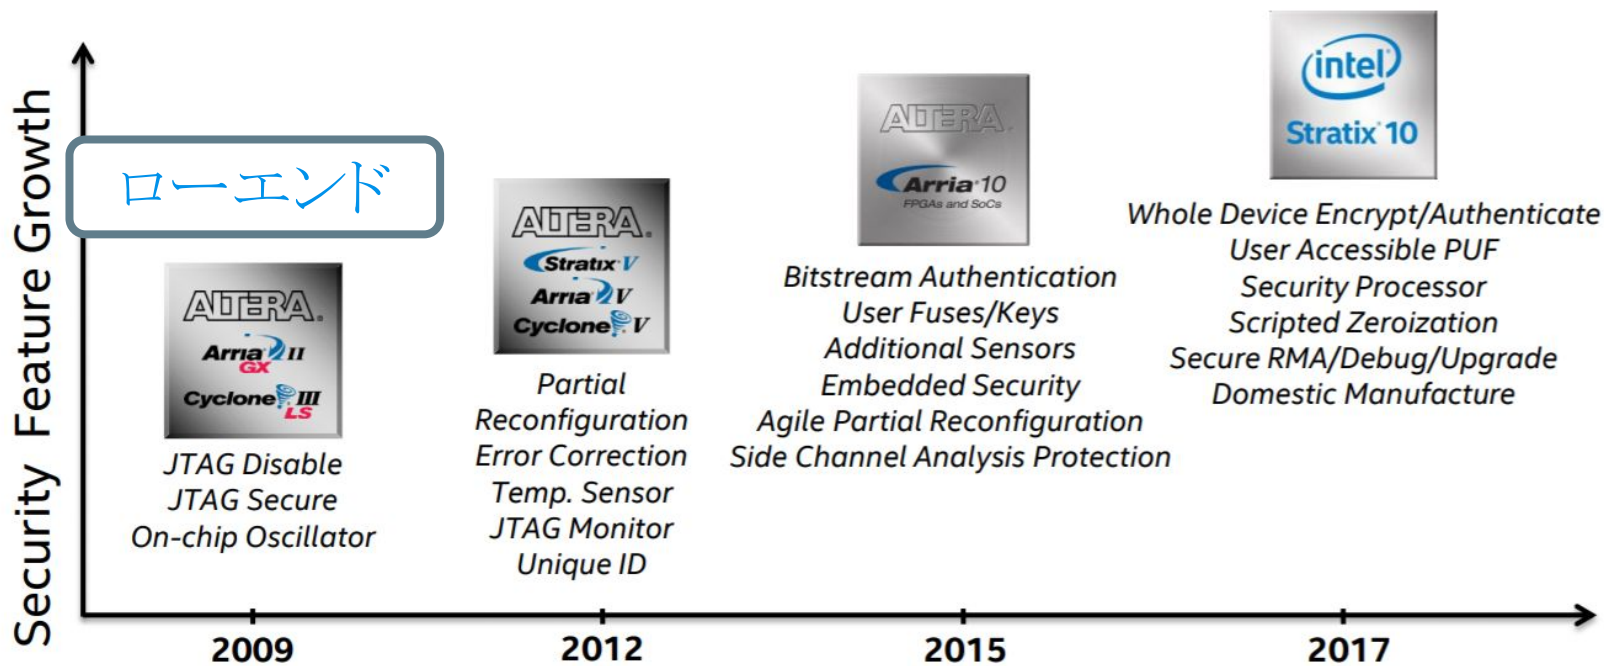 Security Feature Growth
ローエンド
ALTERA.
Arria II
GX
Cyclone III
LS
JTAG Disable
JTAG Secure
On-chip Oscillator
2009
ALTERA.
Stratix V
Arria V
Cyclone V
Partial
Reconfiguration
Error Correction
Temp. Sensor
JTAG Monitor
Unique ID
2012
ALTERA.
Arria 10
FPGAs and SoCs
Bitstream Authentication
User Fuses/Keys
Additional Sensors
Embedded Security
Agile Partial Reconfiguration
Side Channel Analysis Protection
2015
intel
Stratix 10
Whole Device Encrypt/Authenticate
User Accessible PUF
Security Processor
Scripted Zeroization
Secure RMA/Debug/Upgrade
Domestic Manufacture
2017